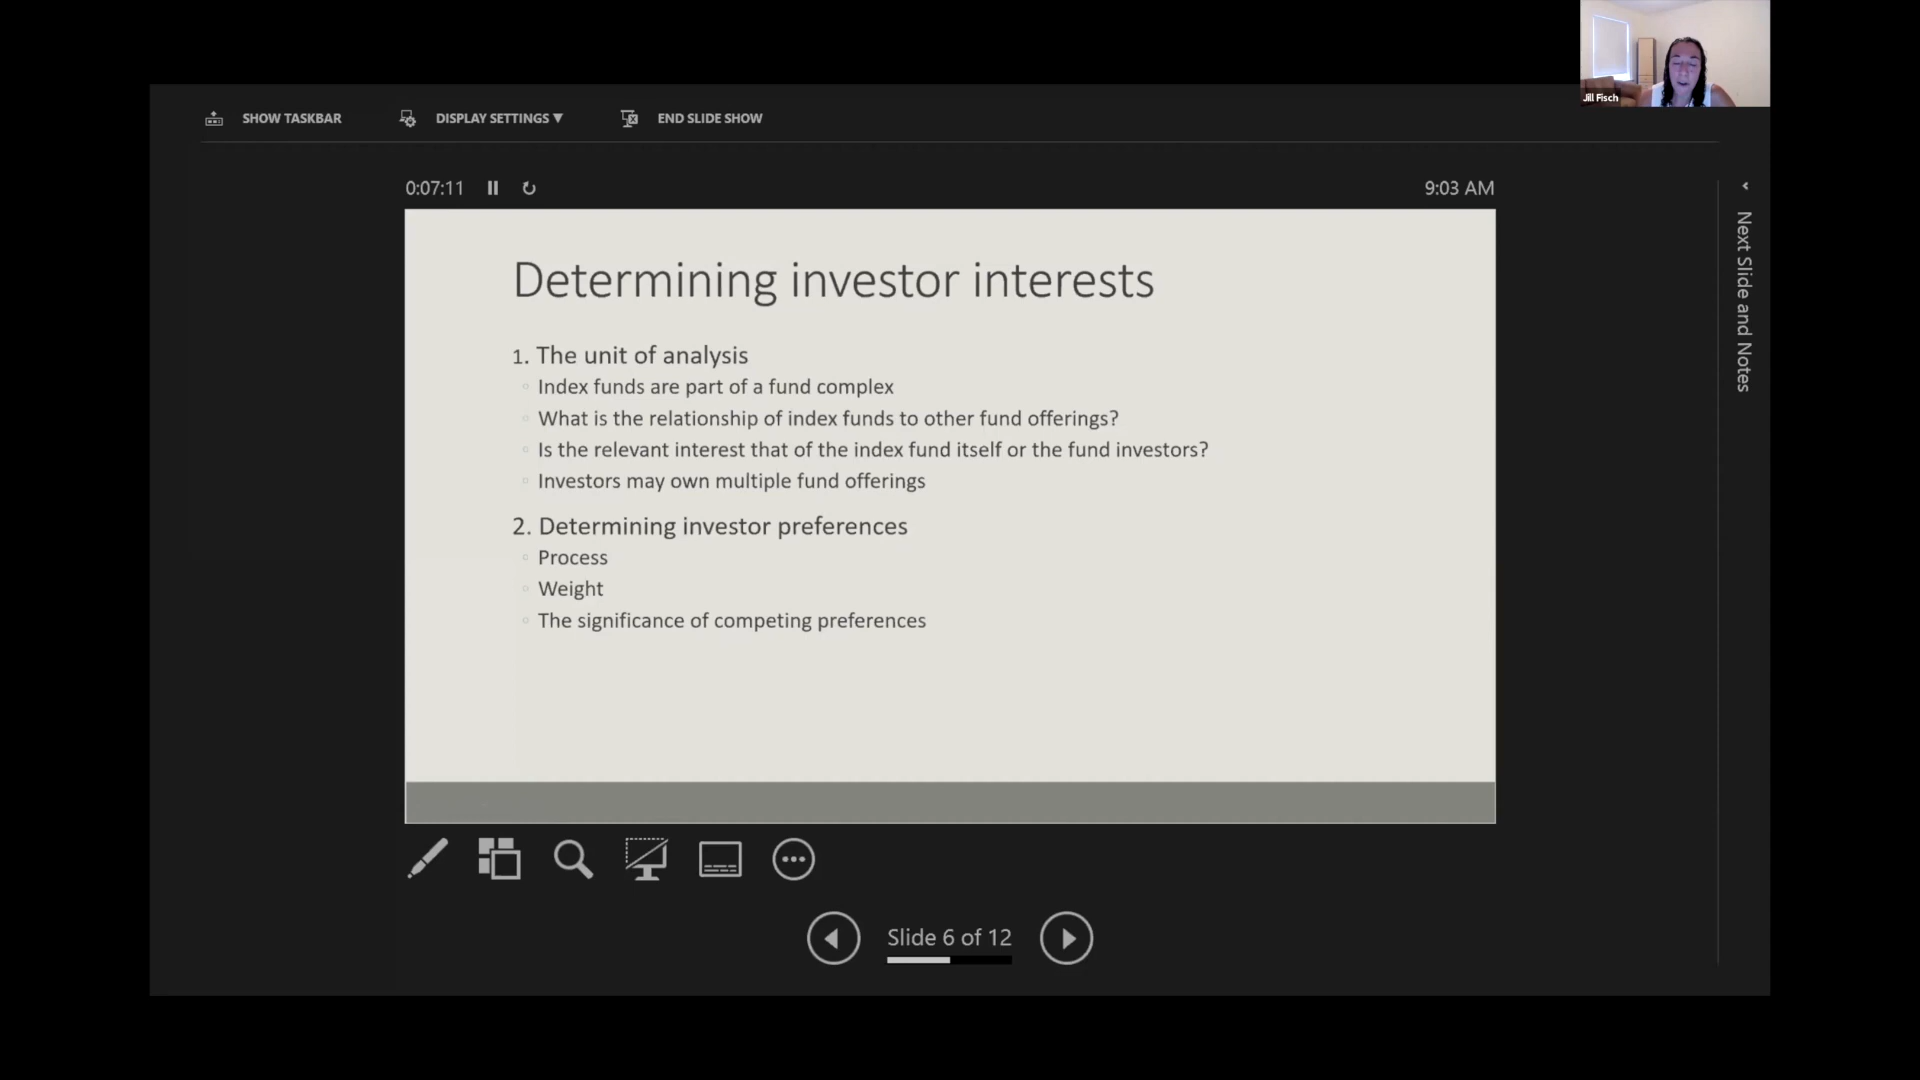 Jill Fisch
SHOW TASKBAR
DISPLAY SETTINGS ▼
END SLIDE SHOW
0:07:11
9:03 AM
Next Slide and Notes
Determining investor interests
1. The unit of analysis
Index funds are part of a fund complex
What is the relationship of index funds to other fund offerings?
Is the relevant interest that of the index fund itself or the fund investors?
Investors may own multiple fund offerings
2. Determining investor preferences
Process
Weight
The significance of competing preferences
Slide 6 of 12